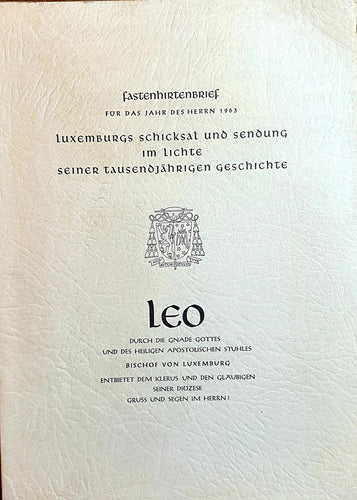 Fastenhirtenbrief
FÜR DAS JAHR DES HERRN 1963
Luxemburgs Schicksal und Sendung
im Lichte
seiner tausendjährigen Geschichte
Leo
DURCH DIE GNADE GOTTES
UND DES HEILIGEN APOSTOLISCHEN STUHLES
BISCHOF VON LUXEMBURG
ENTBIETET DEM KLERUS UND DEN GLÄUBIGEN
SEINER DIÖZESE
GRUSS UND SEGEN IM HERRN!